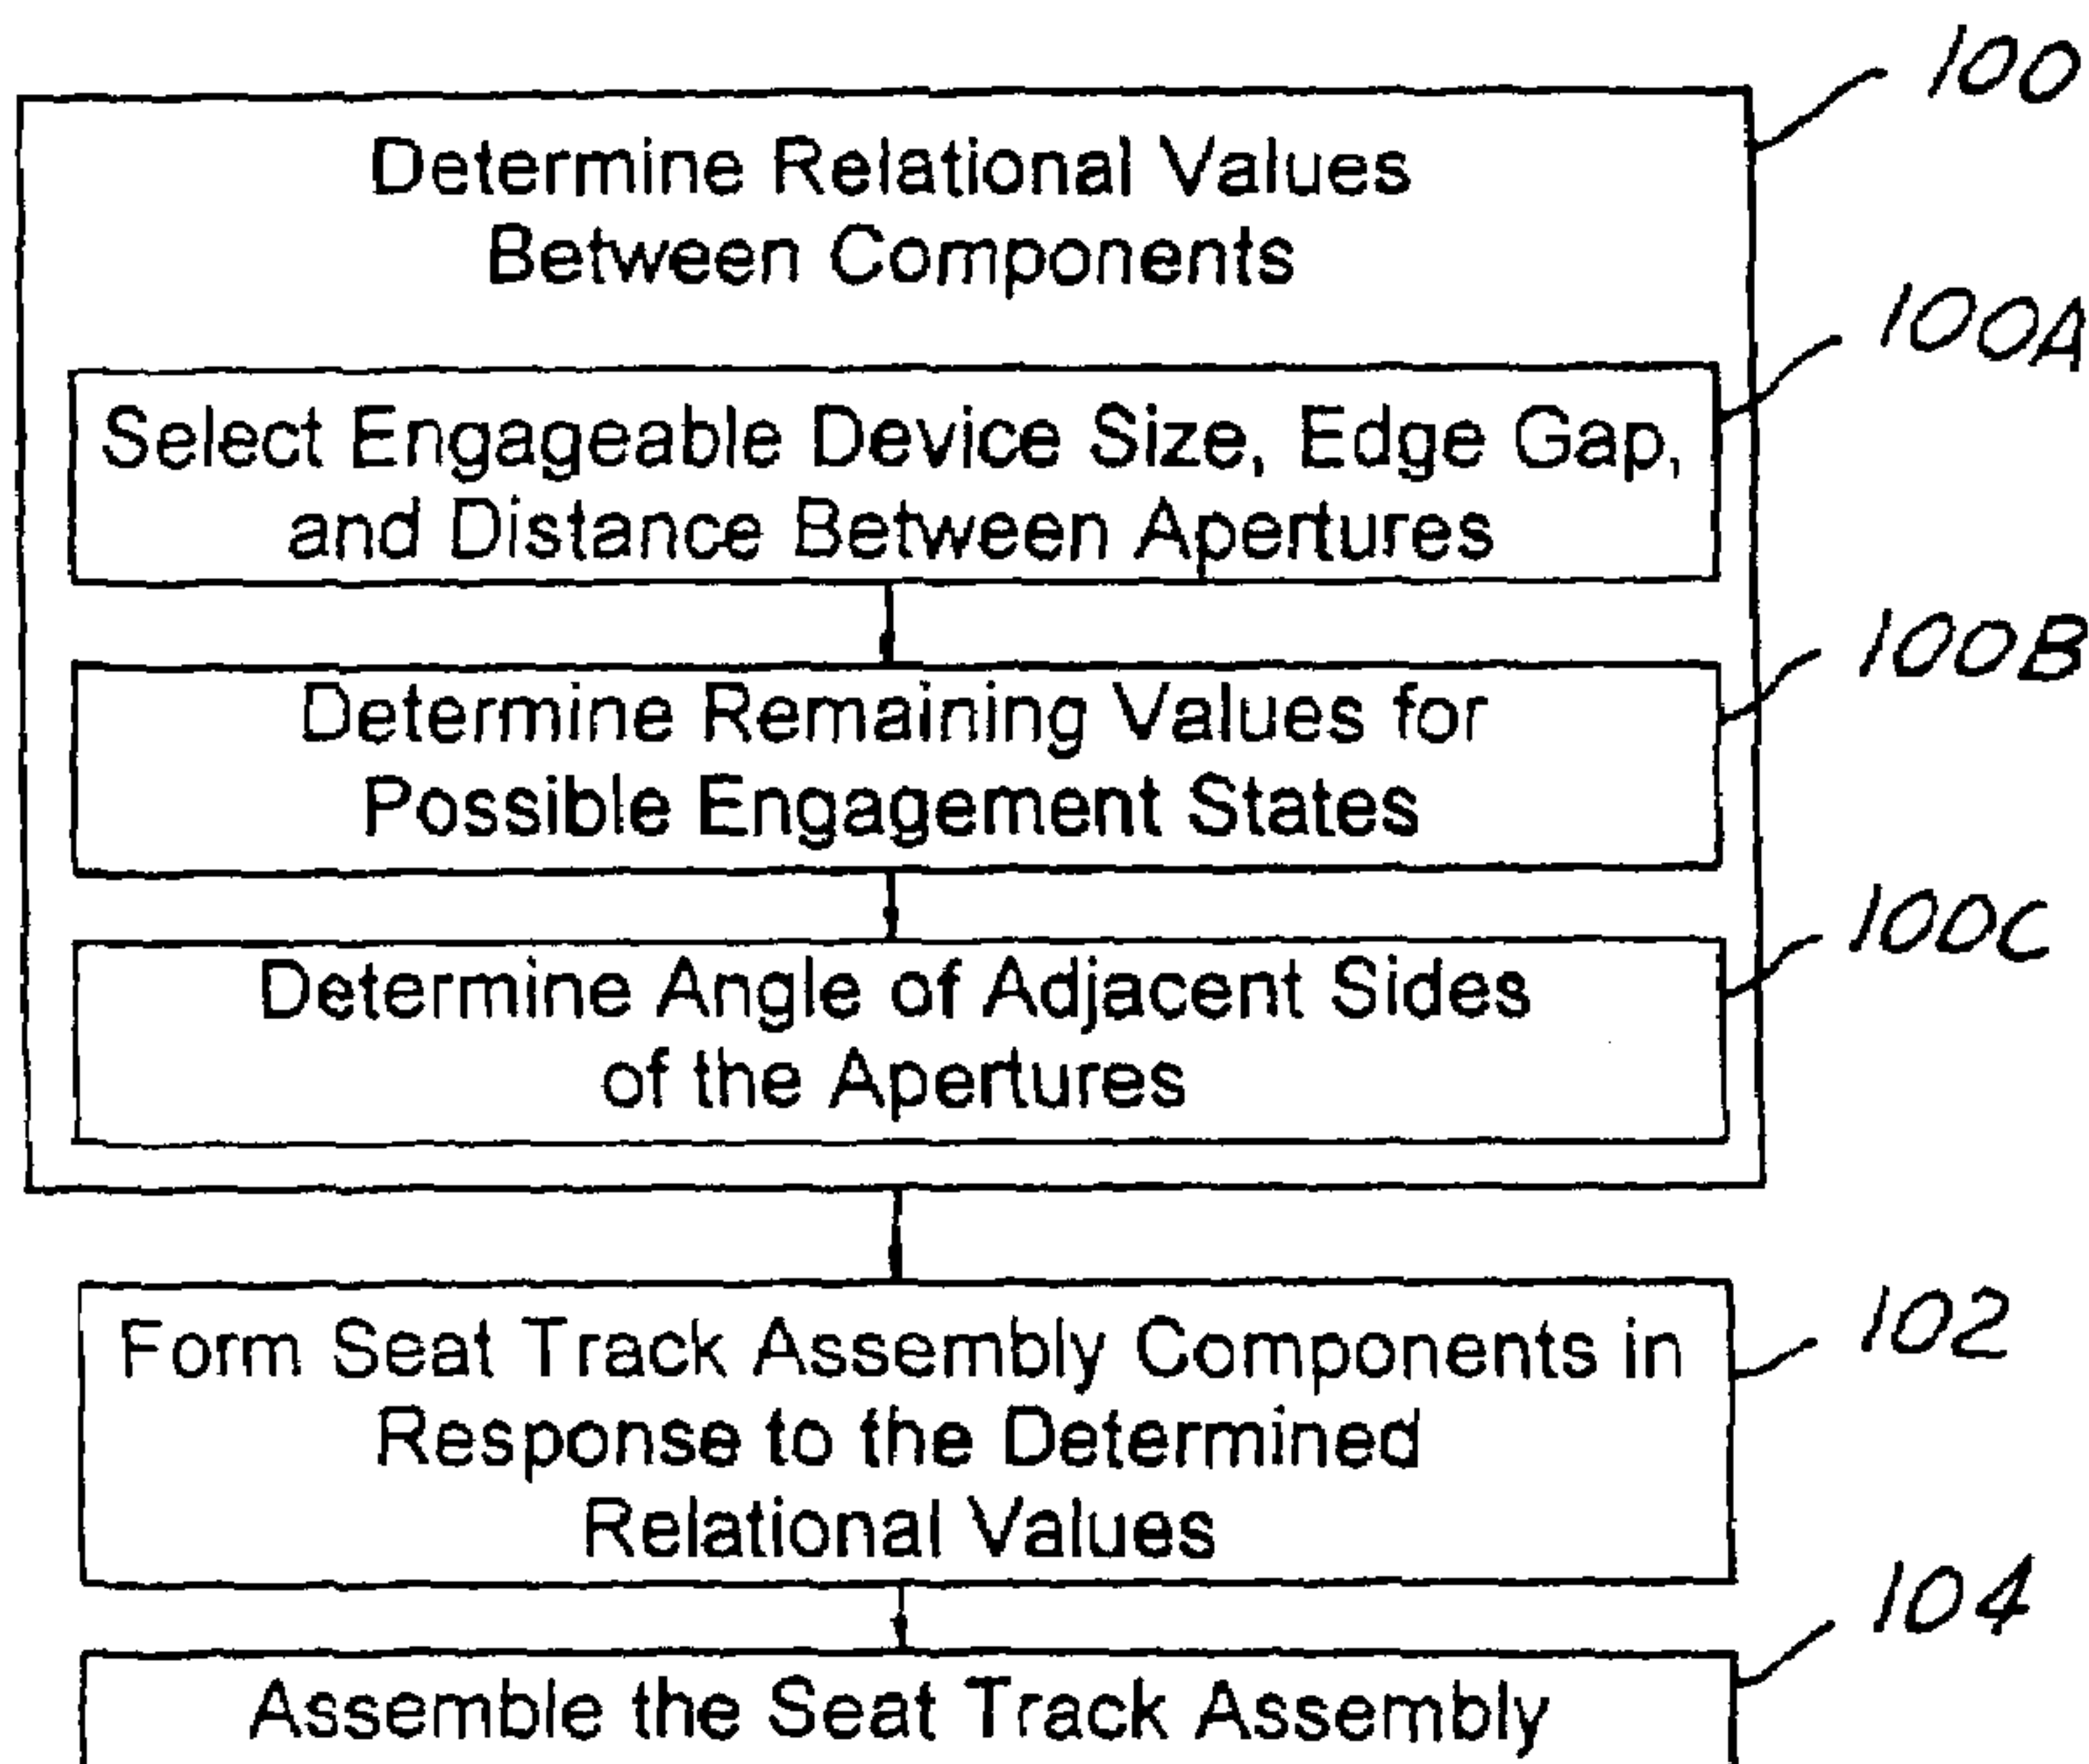 100
Determine Relational Values
Between Components
100A
Select Engageable Device Size, Edge Gap,
and Distance Between Apertures
100B
Determine Remaining Values for
Possible Engagement States
100C
Determine Angle of Adjacent Sides
of the Apertures
102
Form Seat Track Assembly Components in
Response to the Determined
Relational Values
104
Assemble the Seat Track Assembly